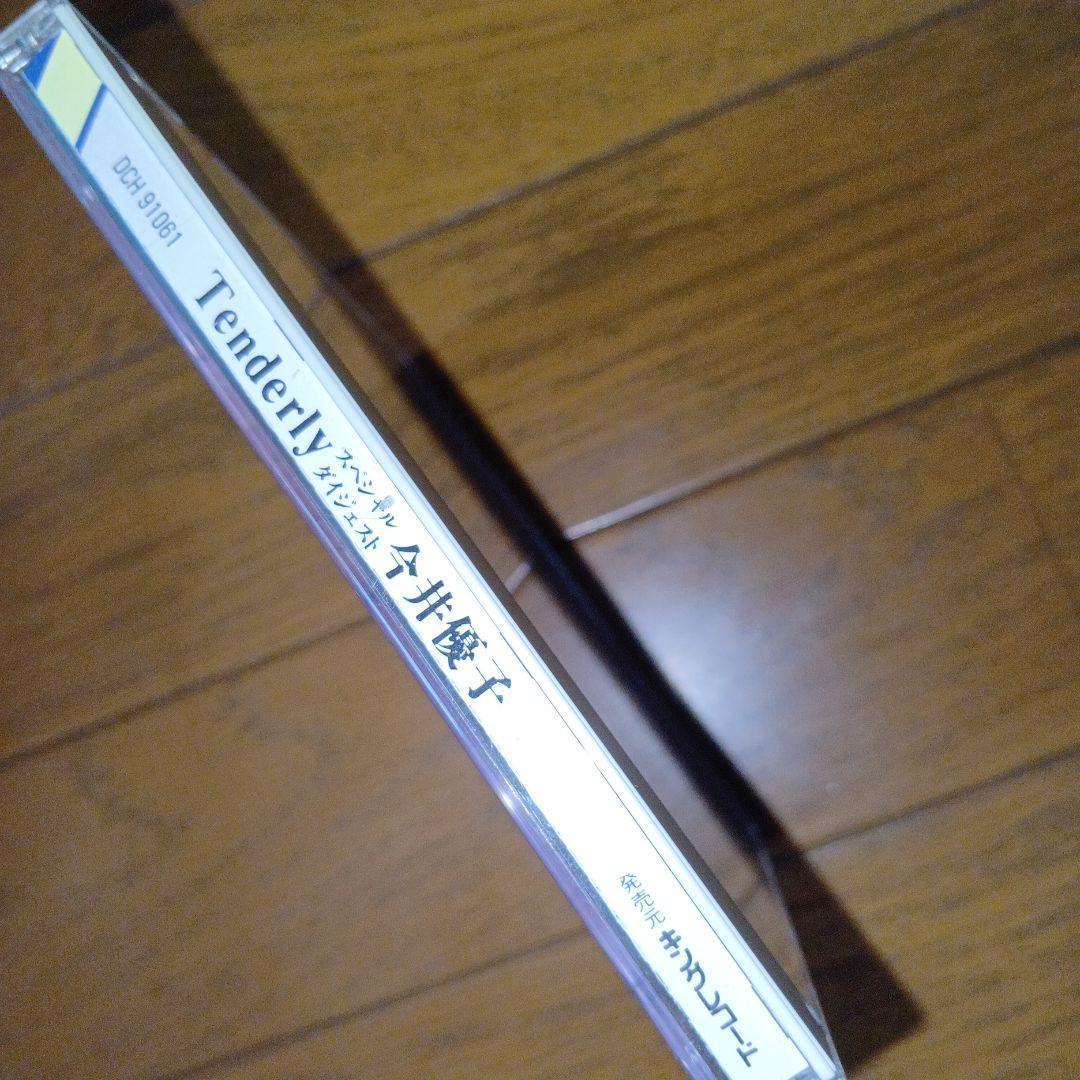 DCH 91061
Tenderly
スペシャル
ダイジェスト
今井優子
発売元
キングレコード